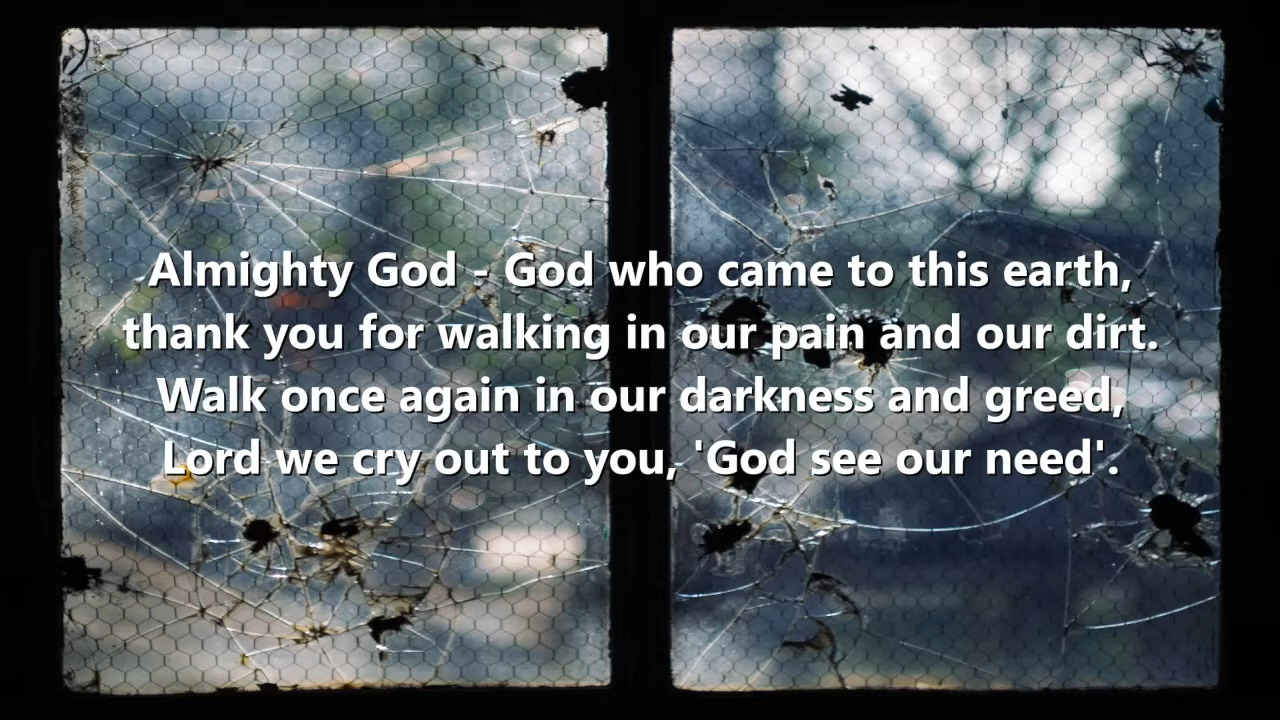 Almighty God - God who came to this earth,
thank you for walking in our pain and our dirt.
Walk once again in our darkness and greed,
Lord we cry out to you, 'God see our need'.